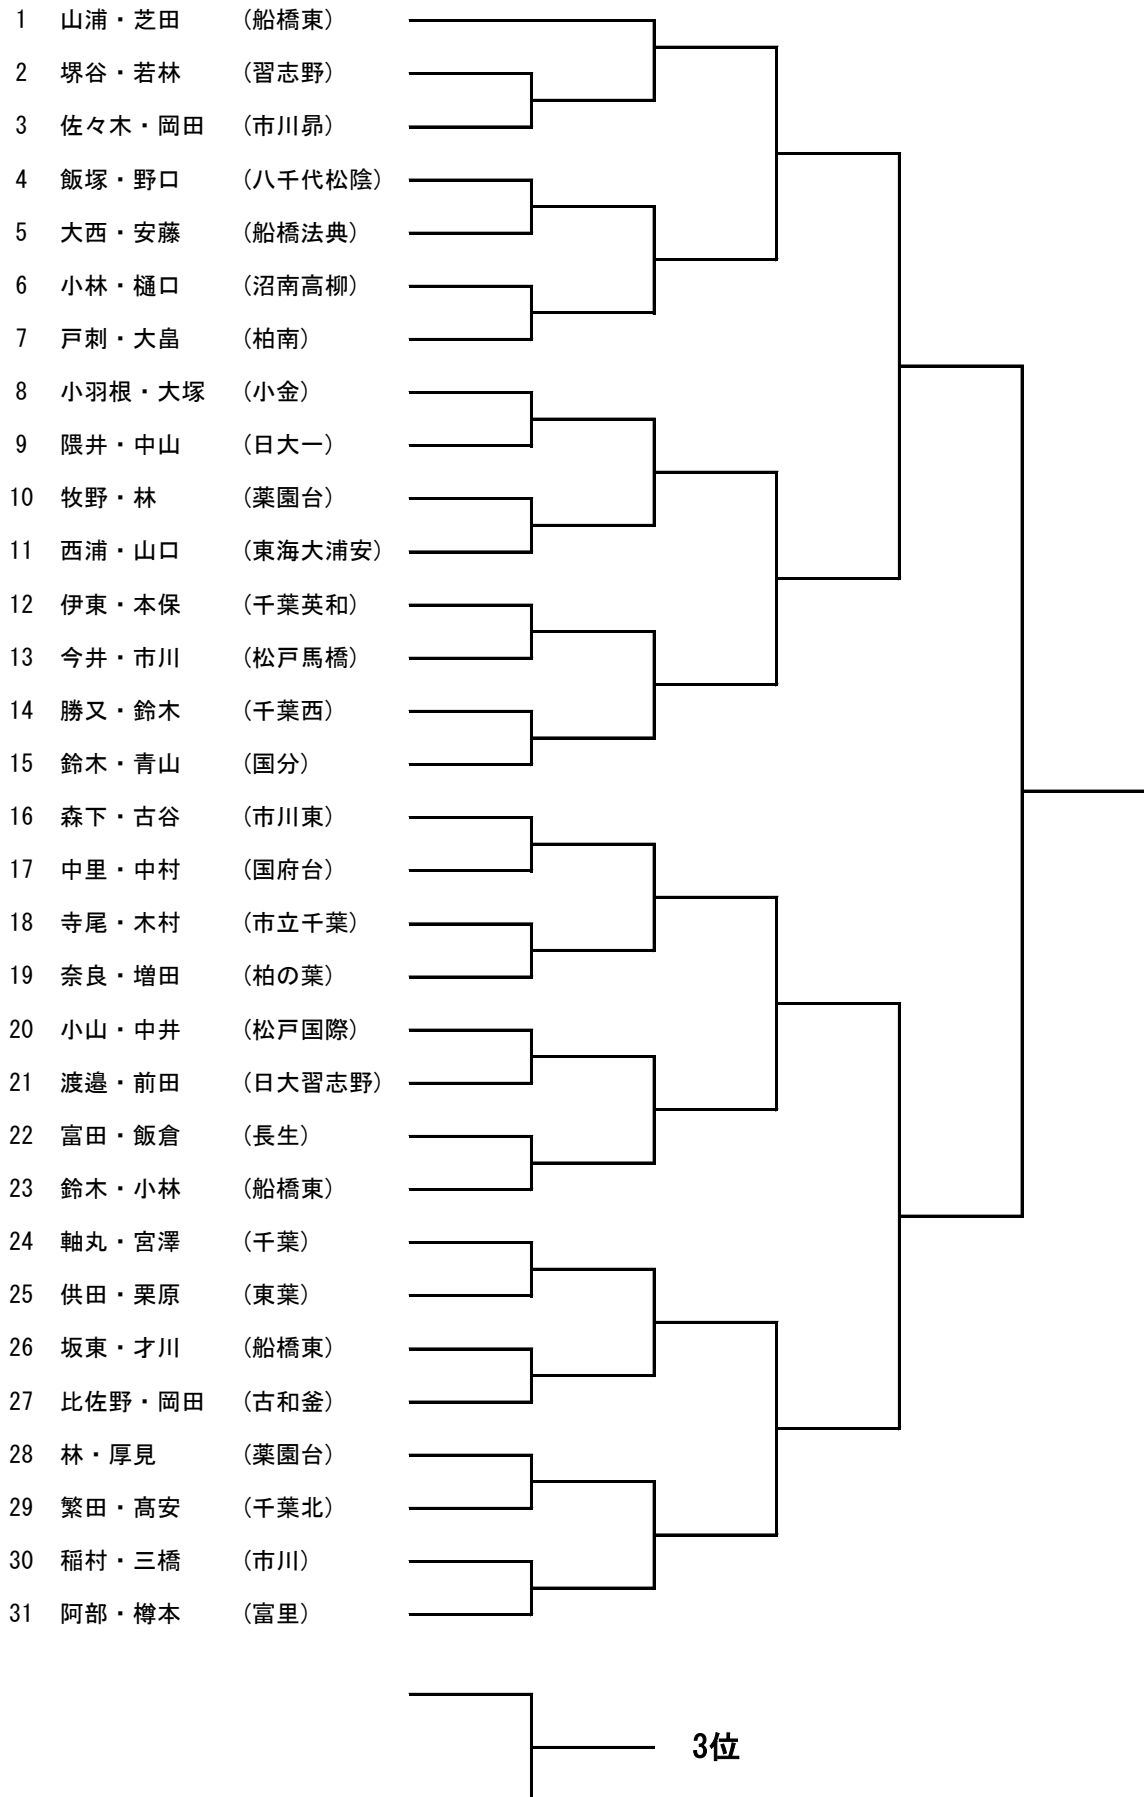 1 山浦・芝田 (船橋東)
2 堺谷・若林 (習志野)
3 佐々木・岡田 (市川昴)
4 飯塚・野口 (八千代松陰)
5 大西・安藤 (船橋法典)
6 小林・樋口 (沼南高柳)
7 戸刺・大畠 (柏南)
8 小羽根・大塚 (小金)
9 隈井・中山 (日大一)
10 牧野・林 (薬園台)
11 西浦・山口 (東海大浦安)
12 伊東・本保 (千葉英和)
13 今井・市川 (松戸馬橋)
14 勝又・鈴木 (千葉西)
15 鈴木・青山 (国分)
16 森下・古谷 (市川東)
17 中里・中村 (国府台)
18 寺尾・木村 (市立千葉)
19 奈良・増田 (柏の葉)
20 小山・中井 (松戸国際)
21 渡邉・前田 (日大習志野)
22 富田・飯倉 (長生)
23 鈴木・小林 (船橋東)
24 軸丸・宮澤 (千葉)
25 供田・栗原 (東葉)
26 坂東・才川 (船橋東)
27 比佐野・岡田 (古和釜)
28 林・厚見 (薬園台)
29 繁田・髙安 (千葉北)
30 稲村・三橋 (市川)
31 阿部・樽本 (富里)
3位